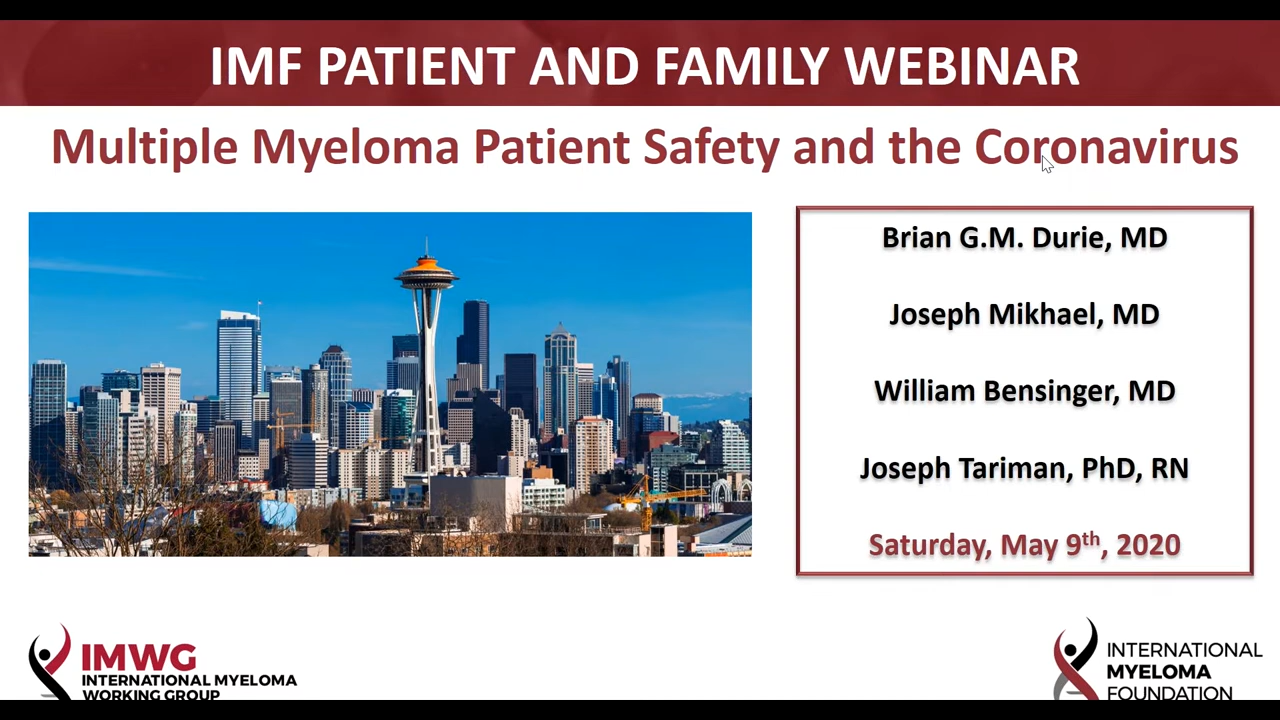 IMF PATIENT AND FAMILY WEBINAR
Multiple Myeloma Patient Safety and the Coronavirus
Brian G.M. Durie, MD
Joseph Mikhael, MD
William Bensinger, MD
Joseph Tariman, PhD, RN
Saturday, May 9th, 2020
IMWG
INTERNATIONAL MYELOMA
WORKING GROUP
INTERNATIONAL
MYELOMA
FOUNDATION